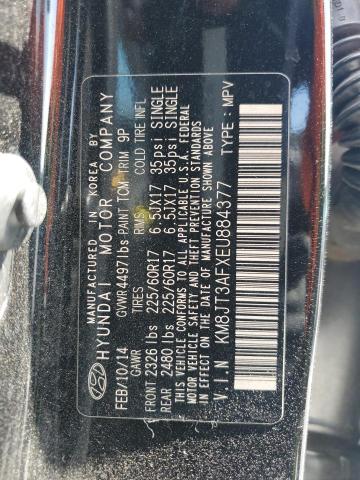 MANUFACTURED IN KOREA BY
HYUNDAI MOTOR COMPANY
FEB/10/14 GVWR 4497lbs PAINT TCM TRIM 9P
GAWR TIRES RIMS COLD TIRE INFL
FRONT 2326 lbs 225/60R17 6.5JX17 35psi SINGLE
REAR 2480 lbs 225/60R17 6.5JX17 35psi SINGLE
THIS VEHICLE CONFORMS TO ALL APPLICABLE U.S.A. FEDERAL
MOTOR VEHICLE SAFETY AND THEFT PREVENTION STANDARDS
IN EFFECT ON THE DATE OF MANUFACTURE SHOWN ABOVE.
V.I.N KM8JT3AFXEU884377 TYPE: MPV